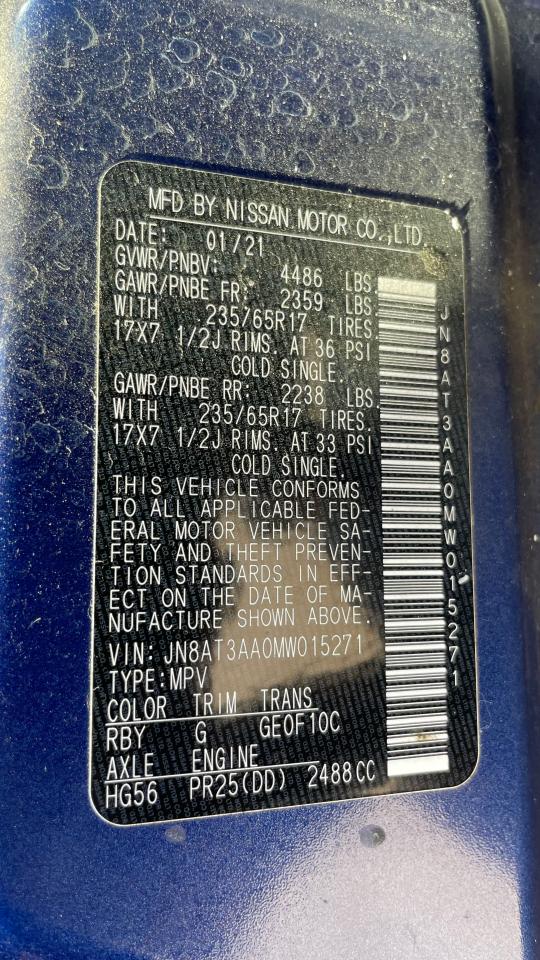 MFD BY NISSAN MOTOR CO.,LTD.
DATE: 01/21
GVWR/PNBV: 4486 LBS.
GAWR/PNBE FR: 2359 LBS.
WITH 235/65R17 TIRES.
17X7 1/2J RIMS. AT 36 PSI
COLD SINGLE.
GAWR/PNBE RR: 2238 LBS.
WITH 235/65R17 TIRES.
17X7 1/2J RIMS. AT 33 PSI
COLD SINGLE.
THIS VEHICLE CONFORMS
TO ALL APPLICABLE FED-
ERAL MOTOR VEHICLE SA-
FETY AND THEFT PREVEN-
TION STANDARDS IN EFF-
ECT ON THE DATE OF MA-
NUFACTURE SHOWN ABOVE.
VIN: JN8AT3AA0MW015271
TYPE:MPV
COLOR TRIM TRANS
RBY G GE0F10C
AXLE ENGINE
HG56 PR25(DD) 2488CC
JN8AT3AA0MW015271